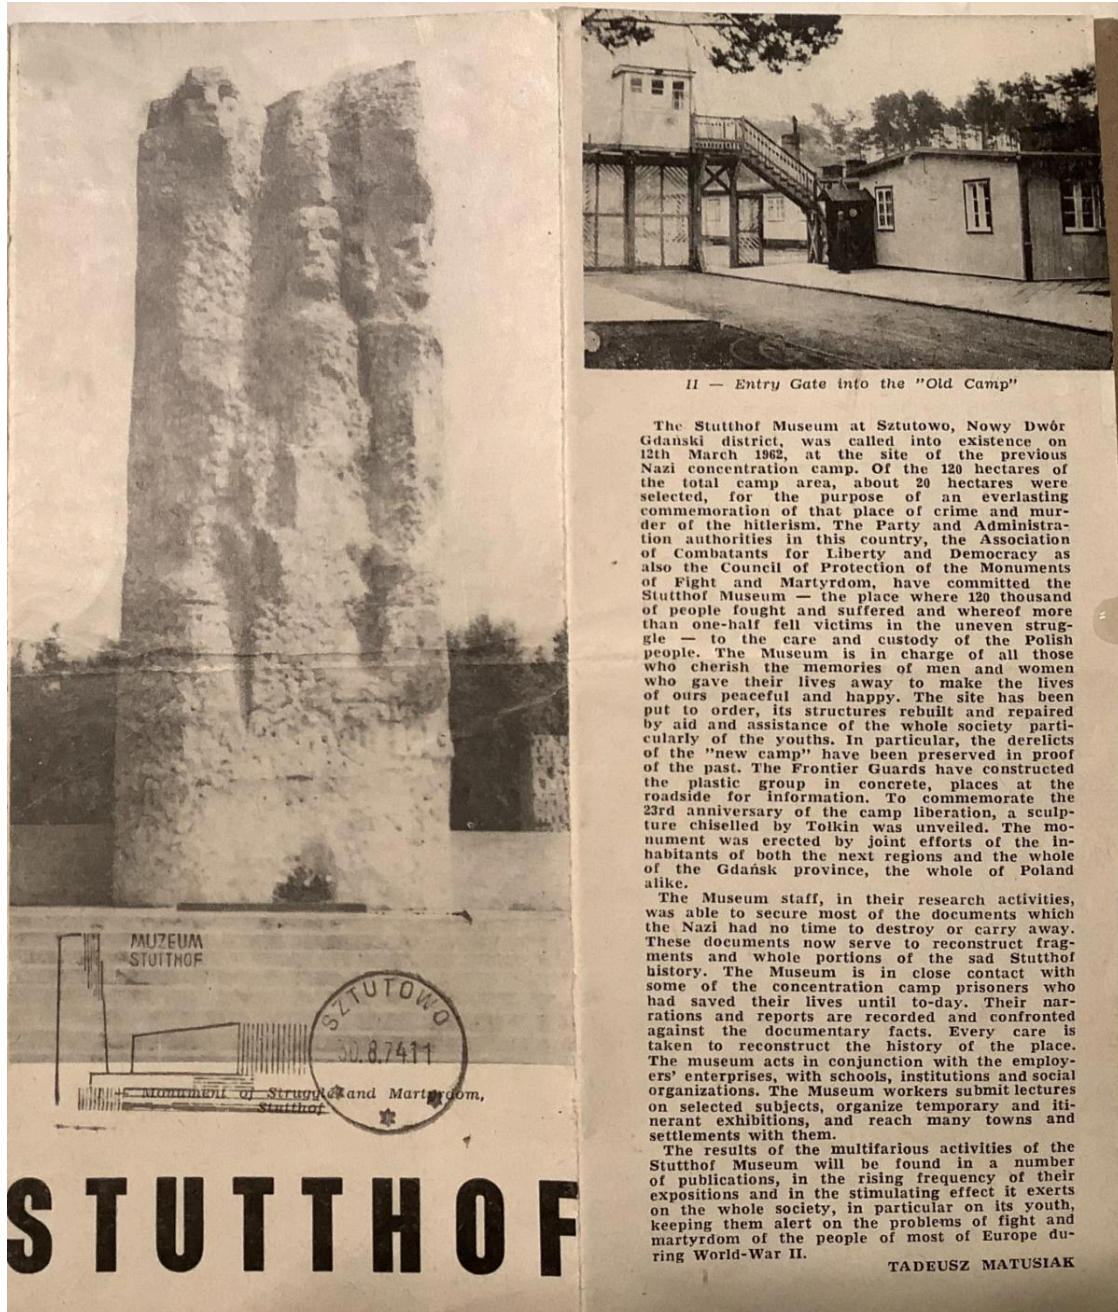 MUZEUM
STUTTHOF
SZTUTOWO
30.8.7411
Monument of Struggle and Martyrdom,
Stutthof
STUTTHOF
11 — Entry Gate into the "Old Camp"
The Stutthof Museum at Sztutowo, Nowy Dwór
Gdański district, was called into existence on
12th March 1962, at the site of the previous
Nazi concentration camp. Of the 120 hectares of
the total camp area, about 20 hectares were
selected, for the purpose of an everlasting
commemoration of that place of crime and mur-
der of the hitlerism. The Party and Administra-
tion authorities in this country, the Association
of Combatants for Liberty and Democracy as
also the Council of Protection of the Monuments
of Fight and Martyrdom, have committed the
Stutthof Museum — the place where 120 thousand
of people fought and suffered and whereof more
than one-half fell victims in the uneven strug-
gle — to the care and custody of the Polish
people. The Museum is in charge of all those
who cherish the memories of men and women
who gave their lives away to make the lives
of ours peaceful and happy. The site has been
put to order, its structures rebuilt and repaired
by aid and assistance of the whole society parti-
cularly of the youths. In particular, the derelicts
of the "new camp" have been preserved in proof
of the past. The Frontier Guards have constructed
the plastic group in concrete, places at the
roadside for information. To commemorate the
23rd anniversary of the camp liberation, a sculp-
ture chiselled by Tolkin was unveiled. The mo-
nument was erected by joint efforts of the in-
habitants of both the next regions and the whole
of the Gdańsk province, the whole of Poland
alike.
The Museum staff, in their research activities,
was able to secure most of the documents which
the Nazi had no time to destroy or carry away.
These documents now serve to reconstruct frag-
ments and whole portions of the sad Stutthof
history. The Museum is in close contact with
some of the concentration camp prisoners who
had saved their lives until to-day. Their nar-
rations and reports are recorded and confronted
against the documentary facts. Every care is
taken to reconstruct the history of the place.
The museum acts in conjunction with the employ-
ers' enterprises, with schools, institutions and social
organizations. The Museum workers submit lectures
on selected subjects, organize temporary and iti-
nerant exhibitions, and reach many towns and
settlements with them.
The results of the multifarious activities of the
Stutthof Museum will be found in a number
of publications, in the rising frequency of their
expositions and in the stimulating effect it exerts
on the whole society, in particular on its youth,
keeping them alert on the problems of fight and
martyrdom of the people of most of Europe du-
ring World-War II.
TADEUSZ MATUSIAK